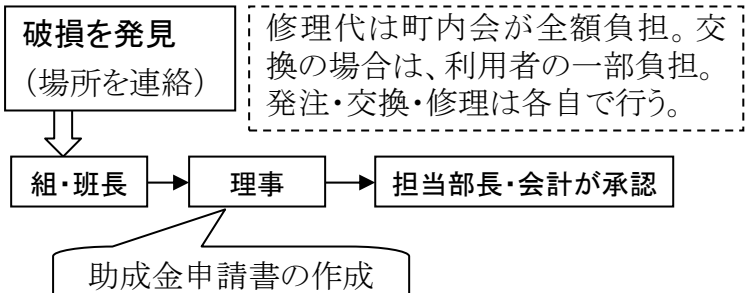 破損を発見
（場所を連絡）
修理代は町内会が全額負担。交
換の場合は、利用者の一部負担。
発注・交換・修理は各自で行う。
組・班長
理事
担当部長・会計が承認
助成金申請書の作成